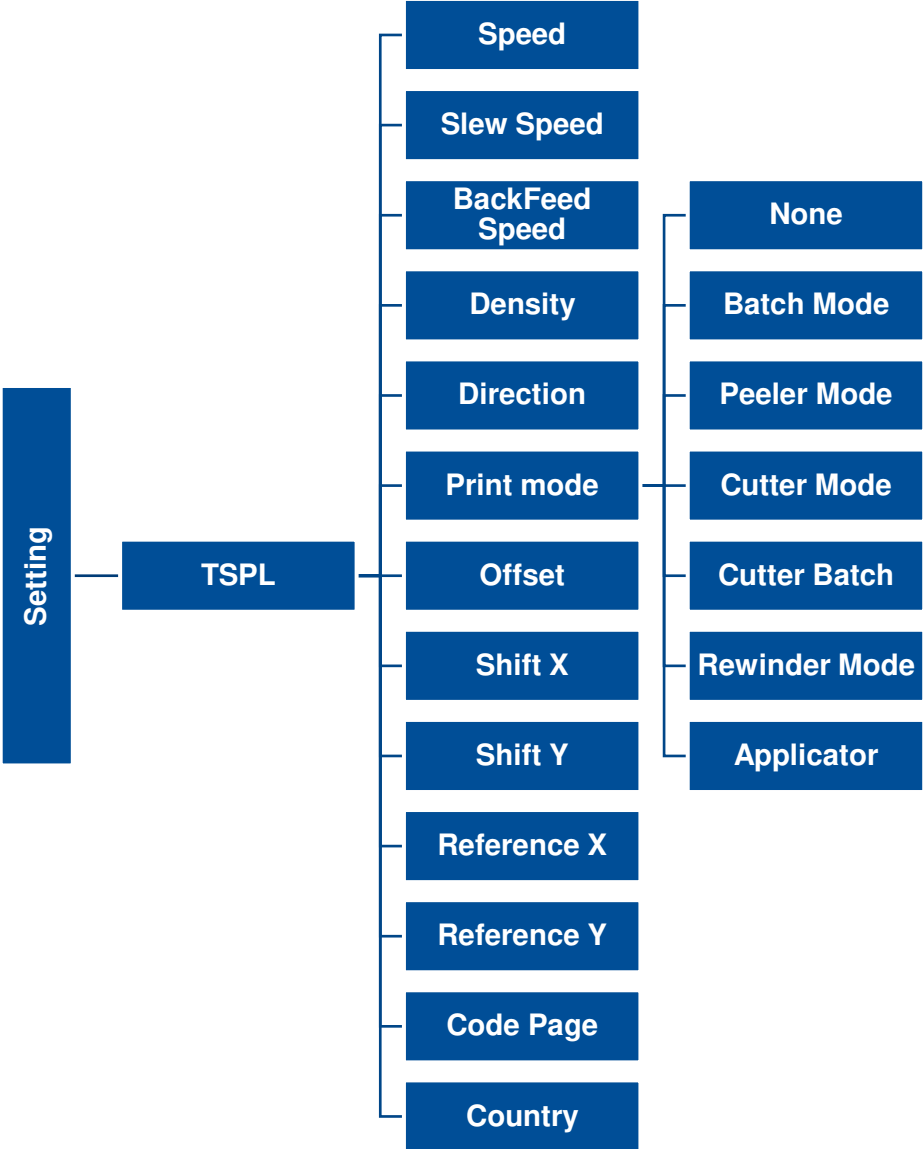 Setting
TSPL
Speed
Slew Speed
BackFeed
Speed
Density
Direction
Print mode
Offset
Shift X
Shift Y
Reference X
Reference Y
Code Page
Country
None
Batch Mode
Peeler Mode
Cutter Mode
Cutter Batch
Rewinder Mode
Applicator